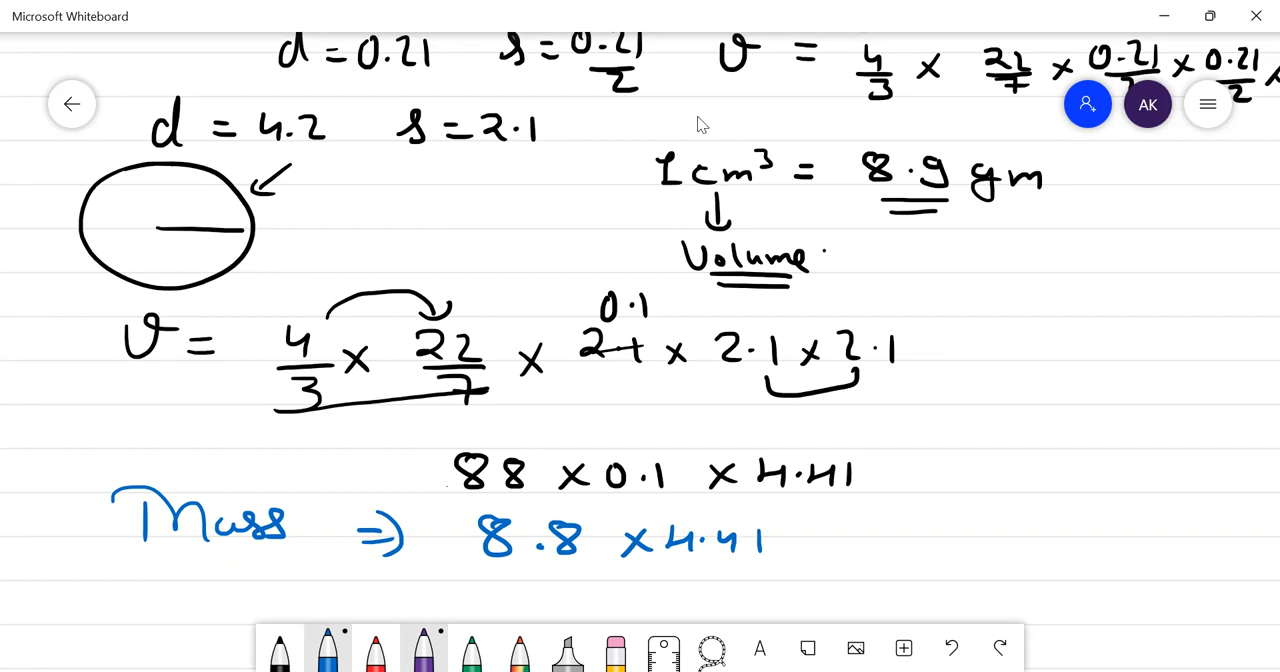 Microsoft Whiteboard
d = 0.21 r = 0.21/2 v = 4/3 × 22/7 × 0.21/2 × 0.21/2 ×
AK
d = 4.2 r = 2.1
1 cm³ = 8.9 gm
↓
Volume
0.1
v = 4/3 × 22/7 × 2.1 × 2.1 × 2.1
88 × 0.1 × 4.41
Mass ⇒ 8.8 × 4.41
A